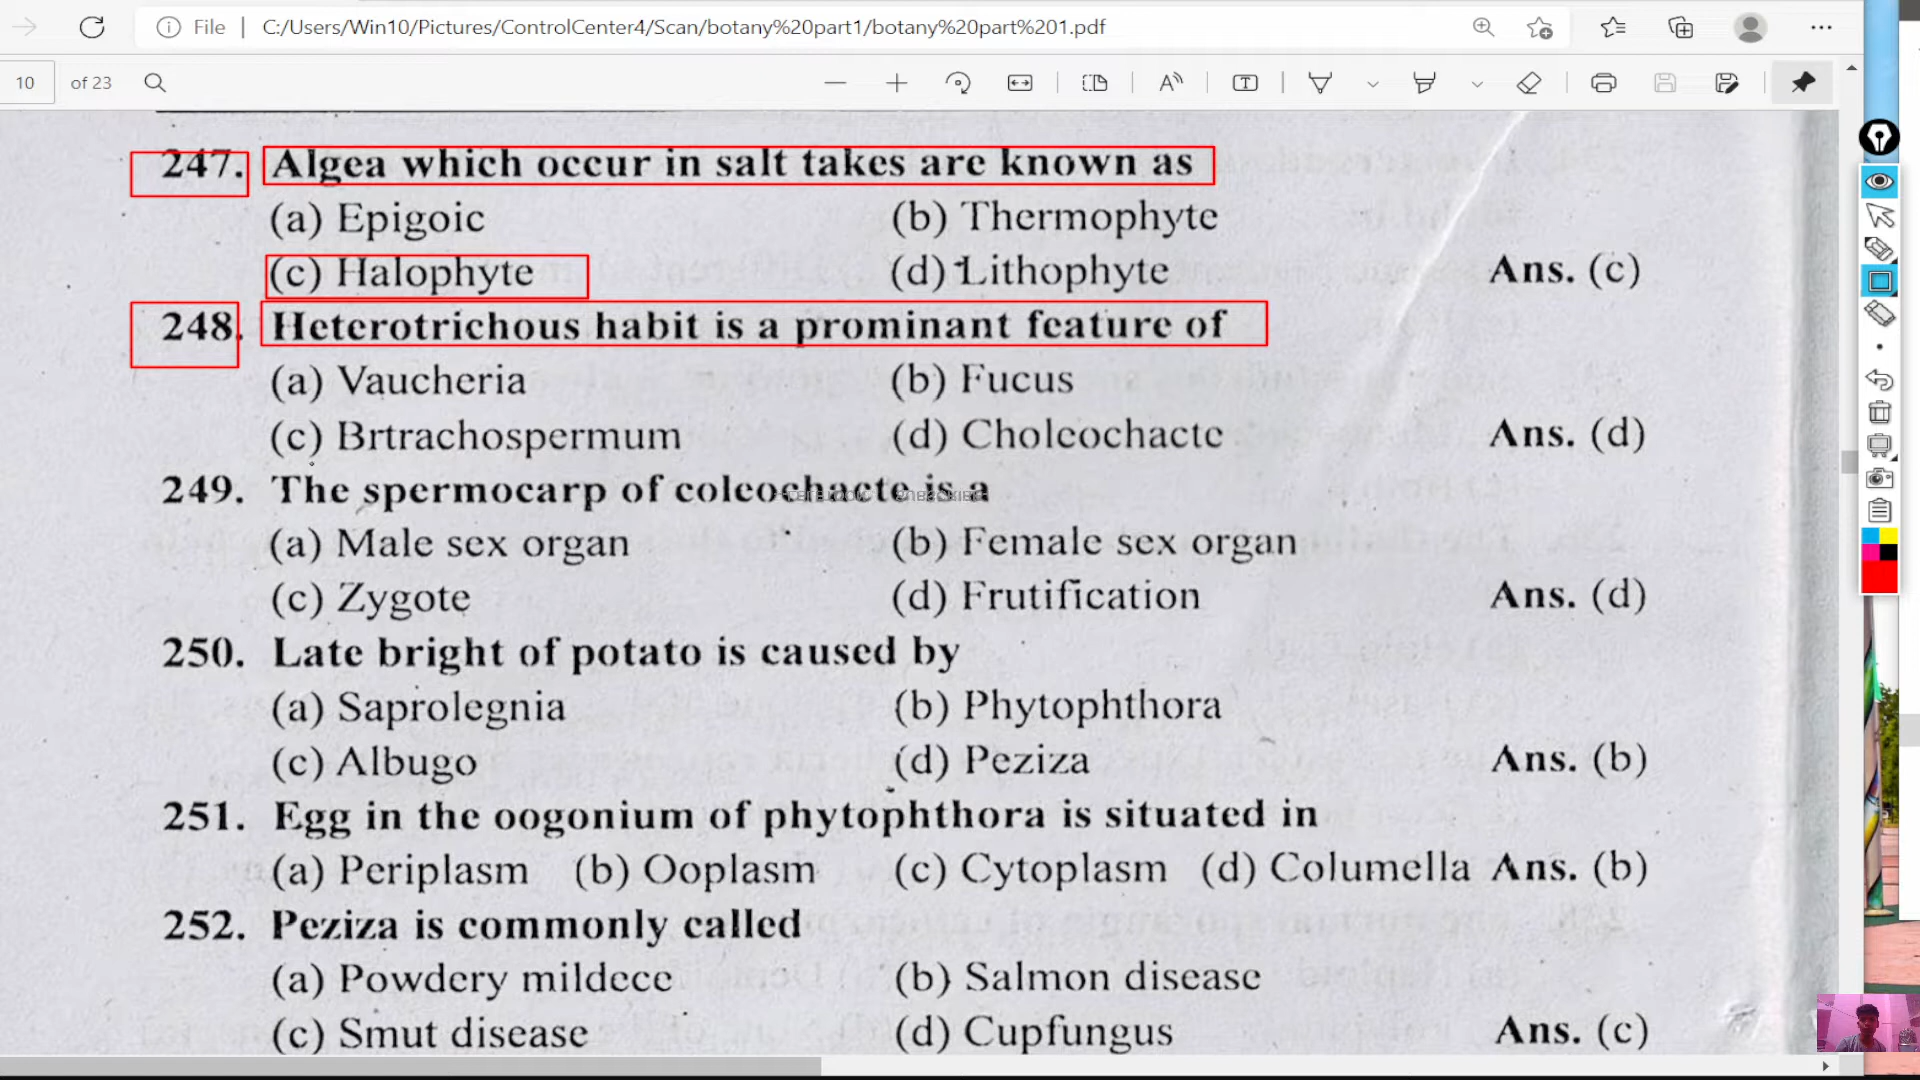 File | C:/Users/Win10/Pictures/ControlCenter4/Scan/botany%20part1/botany%20part%201.pdf
10 of 23
247. Algea which occur in salt takes are known as
(a) Epigoic (b) Thermophyte
(c) Halophyte (d) Lithophyte Ans. (c)
248. Heterotrichous habit is a prominant feature of
(a) Vaucheria (b) Fucus
(c) Brtrachospermum (d) Choleochacte Ans. (d)
249. The spermocarp of coleochacte is a
(a) Male sex organ (b) Female sex organ
(c) Zygote (d) Frutification Ans. (d)
250. Late bright of potato is caused by
(a) Saprolegnia (b) Phytophthora
(c) Albugo (d) Peziza Ans. (b)
251. Egg in the oogonium of phytophthora is situated in
(a) Periplasm (b) Ooplasm (c) Cytoplasm (d) Columella Ans. (b)
252. Peziza is commonly called
(a) Powdery mildece (b) Salmon disease
(c) Smut disease (d) Cupfungus Ans. (c)